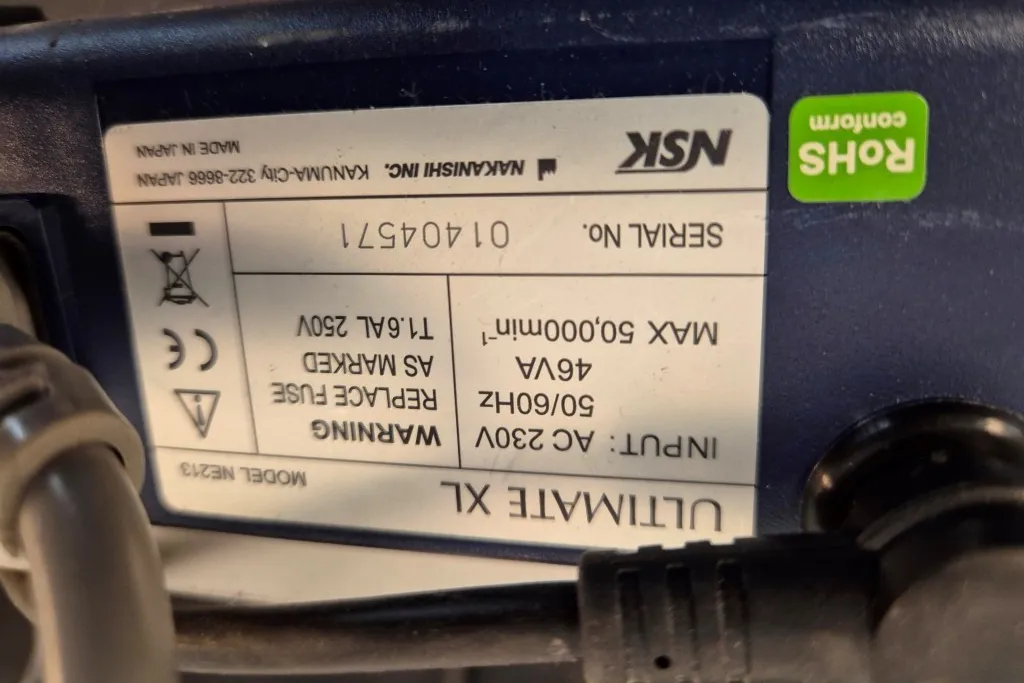 ULTIMATE XL MODEL NE213
INPUT: AC 230V
50/60Hz
46VA
MAX 50,000min⁻¹
WARNING
REPLACE FUSE
AS MARKED
T1.6AL 250V
SERIAL No. 01404571
NSK NAKANISHI INC. KANUMA-City 322-8666 JAPAN
MADE IN JAPAN
CE
RoHS
conform